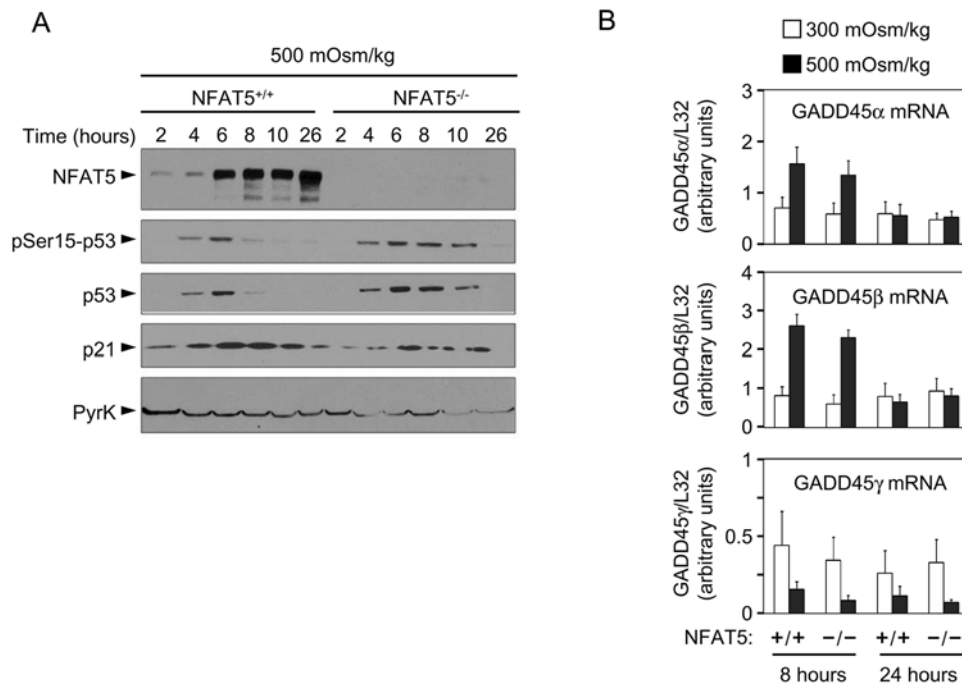 A
500 mOsm/kg
NFAT5+/+ NFAT5-/-
Time (hours) 2 4 6 8 10 26 2 4 6 8 10 26
NFAT5
pSer15-p53
p53
p21
PyrK
B
300 mOsm/kg
500 mOsm/kg
GADD45α mRNA
GADD45α/L32
(arbitrary units)
3
2
1
0
GADD45β mRNA
GADD45β/L32
(arbitrary units)
4
3
2
1
0
GADD45γ mRNA
GADD45γ/L32
(arbitrary units)
1
0.5
0
NFAT5: +/+ −/− +/+ −/−
8 hours 24 hours